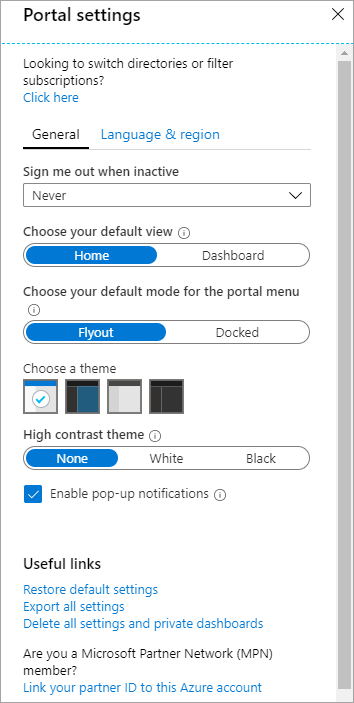 Portal settings
Looking to switch directories or filter
subscriptions?
Click here
General Language & region
Sign me out when inactive
Never
Choose your default view
Home Dashboard
Choose your default mode for the portal menu
Flyout Docked
Choose a theme
High contrast theme
None White Black
Enable pop-up notifications
Useful links
Restore default settings
Export all settings
Delete all settings and private dashboards
Are you a Microsoft Partner Network (MPN)
member?
Link your partner ID to this Azure account